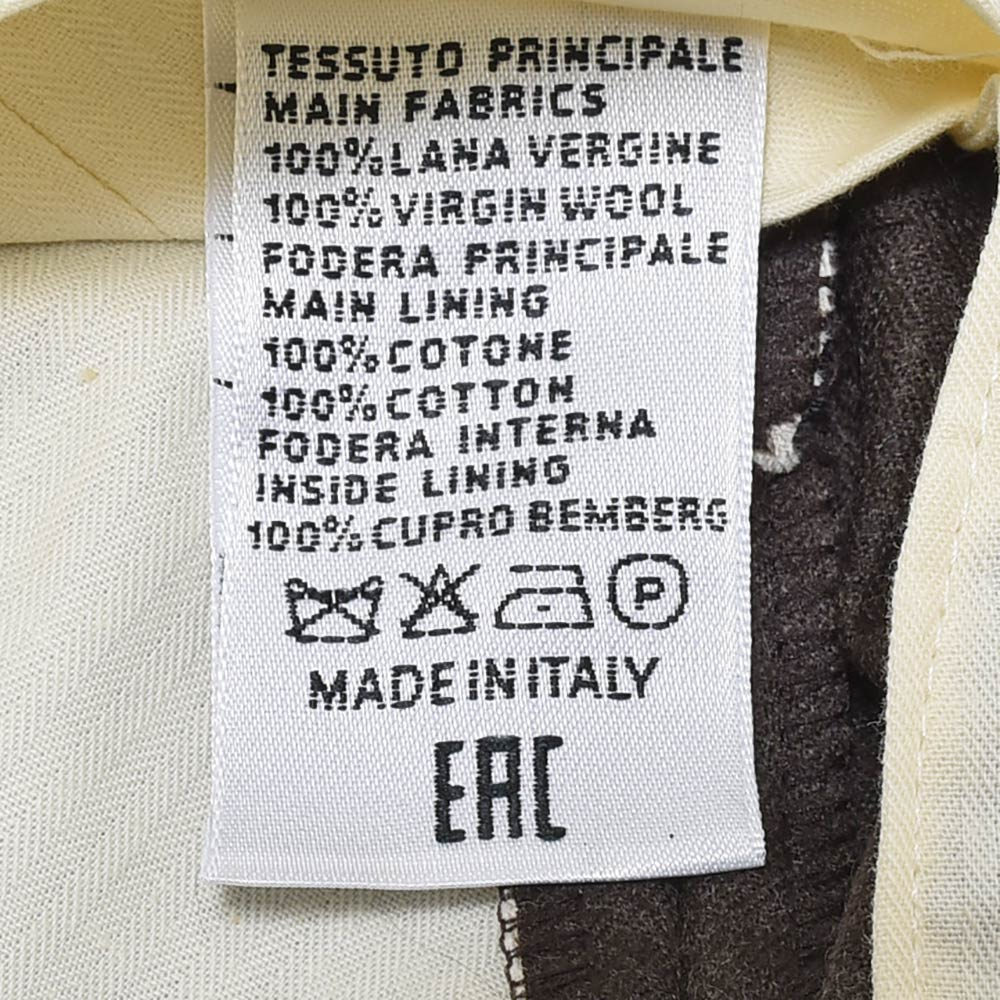 TESSUTO PRINCIPALE
MAIN FABRICS
100% LANA VERGINE
100% VIRGIN WOOL
FODERA PRINCIPALE
MAIN LINING
100% COTONE
100% COTTON
FODERA INTERNA
INSIDE LINING
100% CUPRO BEMBERG
P
MADE IN ITALY
EAC